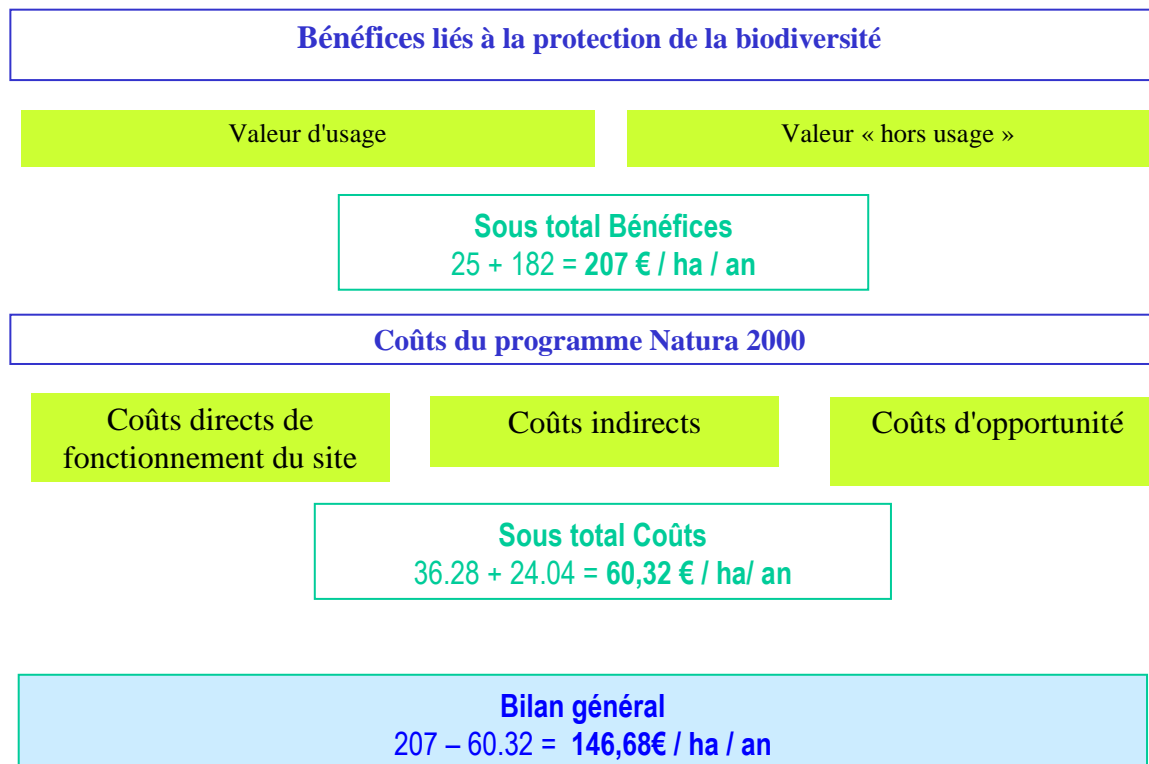 Bénéfices liés à la protection de la biodiversité
Valeur d'usage
Valeur « hors usage »
Sous total Bénéfices
25 + 182 = 207 € / ha / an
Coûts du programme Natura 2000
Coûts directs de
fonctionnement du site
Coûts indirects
Coûts d'opportunité
Sous total Coûts
36.28 + 24.04 = 60,32 € / ha/ an
Bilan général
207 – 60.32 = 146,68€ / ha / an